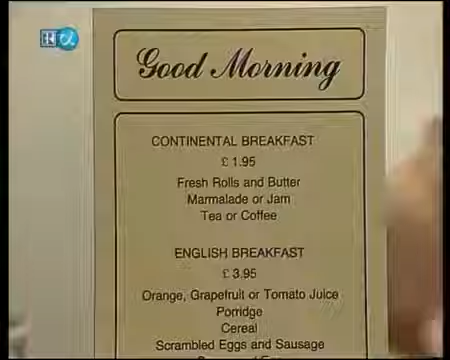 Good Morning
CONTINENTAL BREAKFAST
£1.95
Fresh Rolls and Butter
Marmalade or Jam
Tea or Coffee
ENGLISH BREAKFAST
£3.95
Orange, Grapefruit or Tomato Juice
Porridge
Cereal
Scrambled Eggs and Sausage